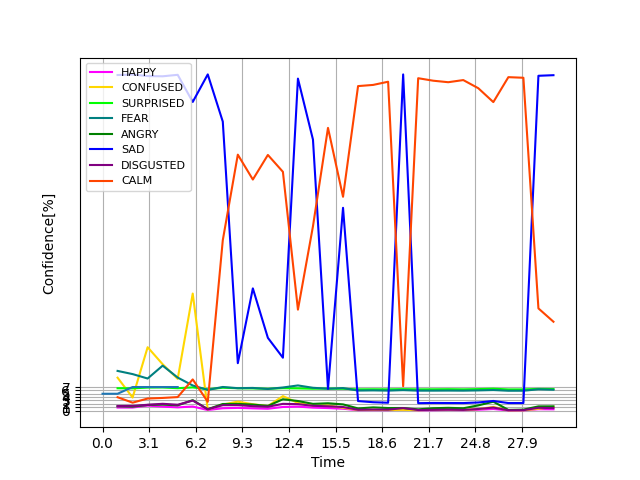 HAPPY
CONFUSED
SURPRISED
FEAR
ANGRY
SAD
DISGUSTED
CALM
Confidence[%]
7
0.0 3.1 6.2 9.3 12.4 15.5 18.6 21.7 24.8 27.9
Time